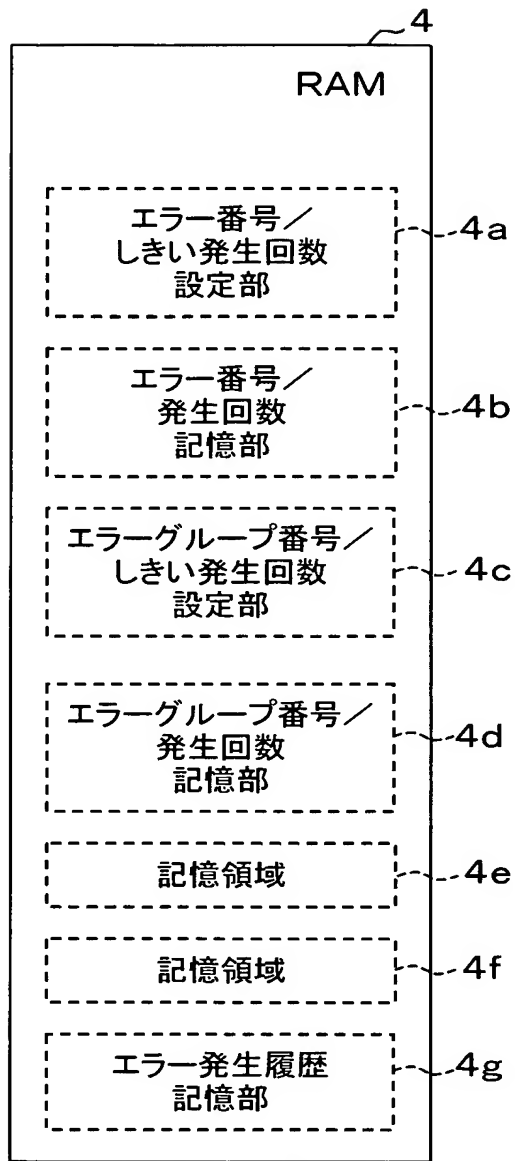 4
RAM
エラー番号／
しきい発生回数
設定部
4a
エラー番号／
発生回数
記憶部
4b
エラーグループ番号／
しきい発生回数
設定部
4c
エラーグループ番号／
発生回数
記憶部
4d
記憶領域
4e
記憶領域
4f
エラー発生履歴
記憶部
4g